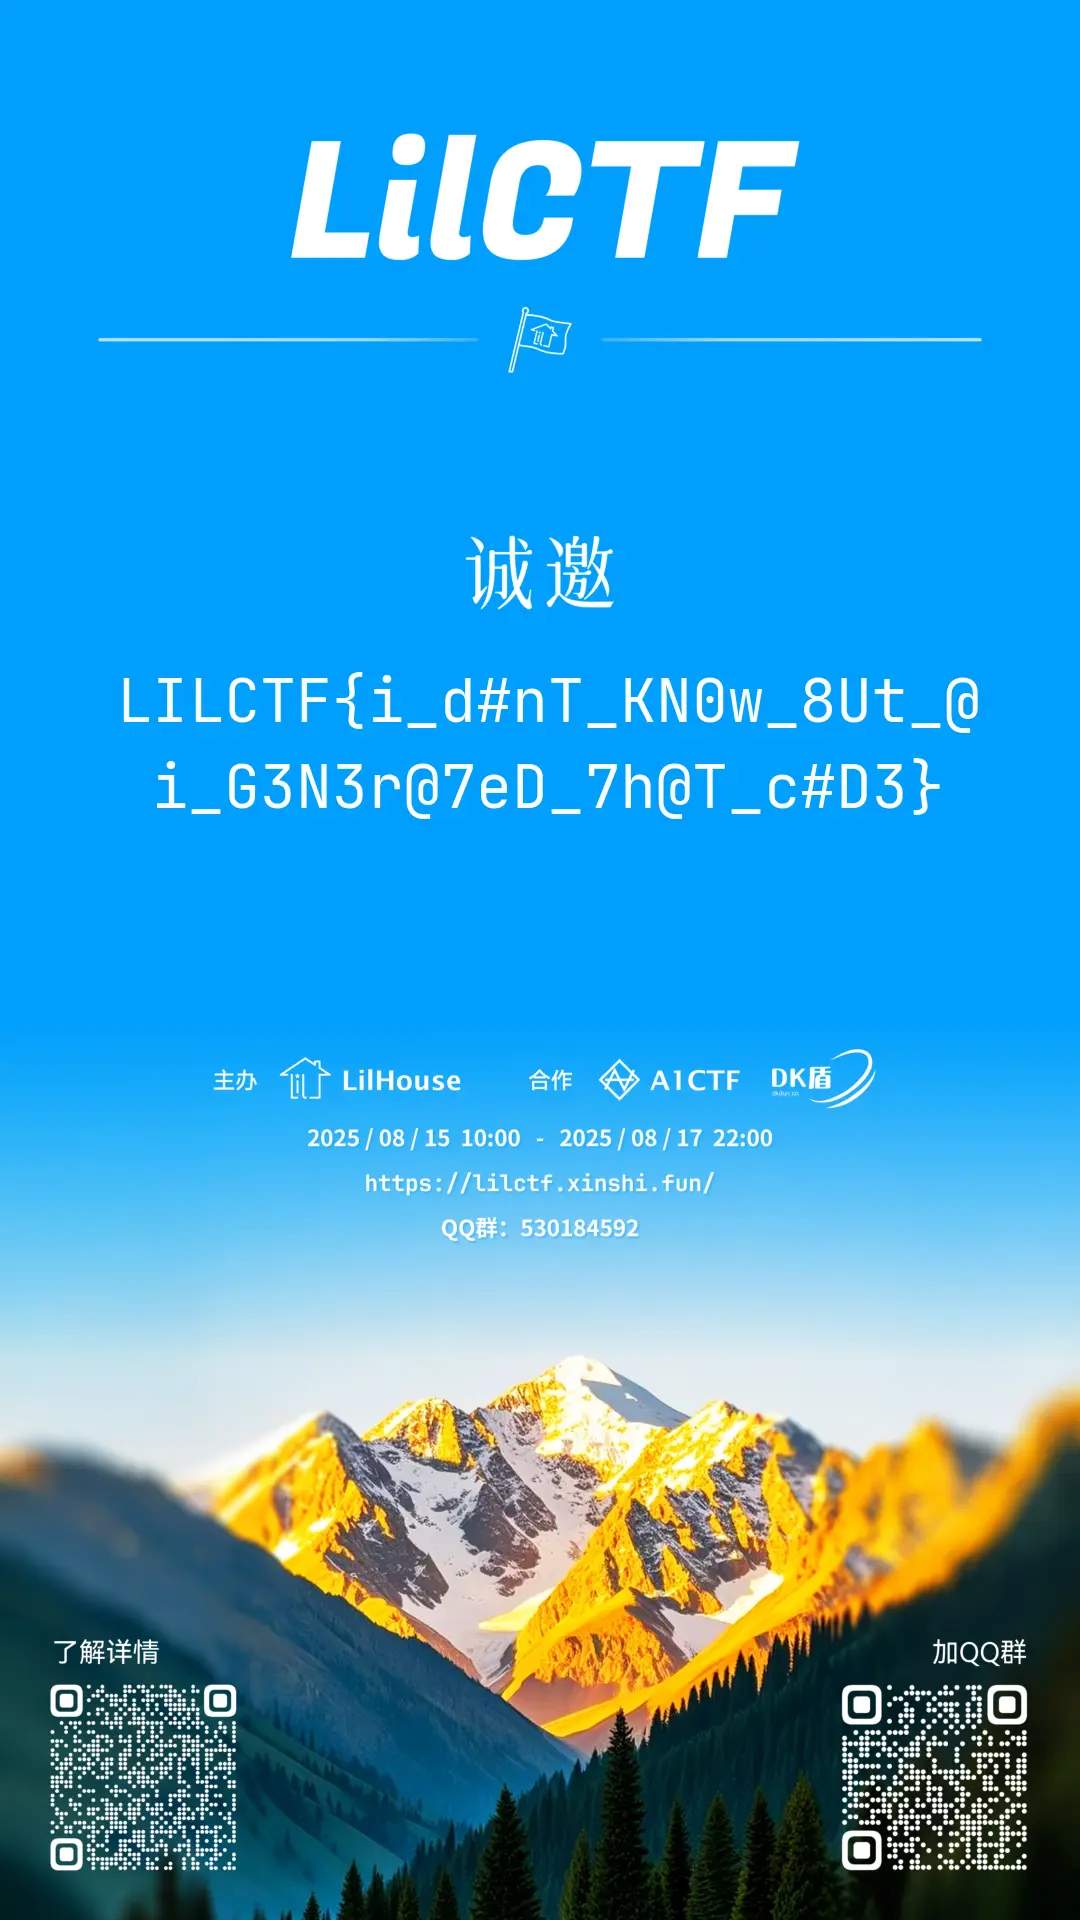 LilCTF
诚邀
LILCTF{i_d#nT_KN0w_8Ut_@
i_G3N3r@7eD_7h@T_c#D3}
主办 LilHouse 合作 A1CTF DK盾
dkdun.cn
2025 / 08 / 15 10:00 - 2025 / 08 / 17 22:00
https://lilctf.xinshi.fun/
QQ群：530184592
了解详情 加QQ群